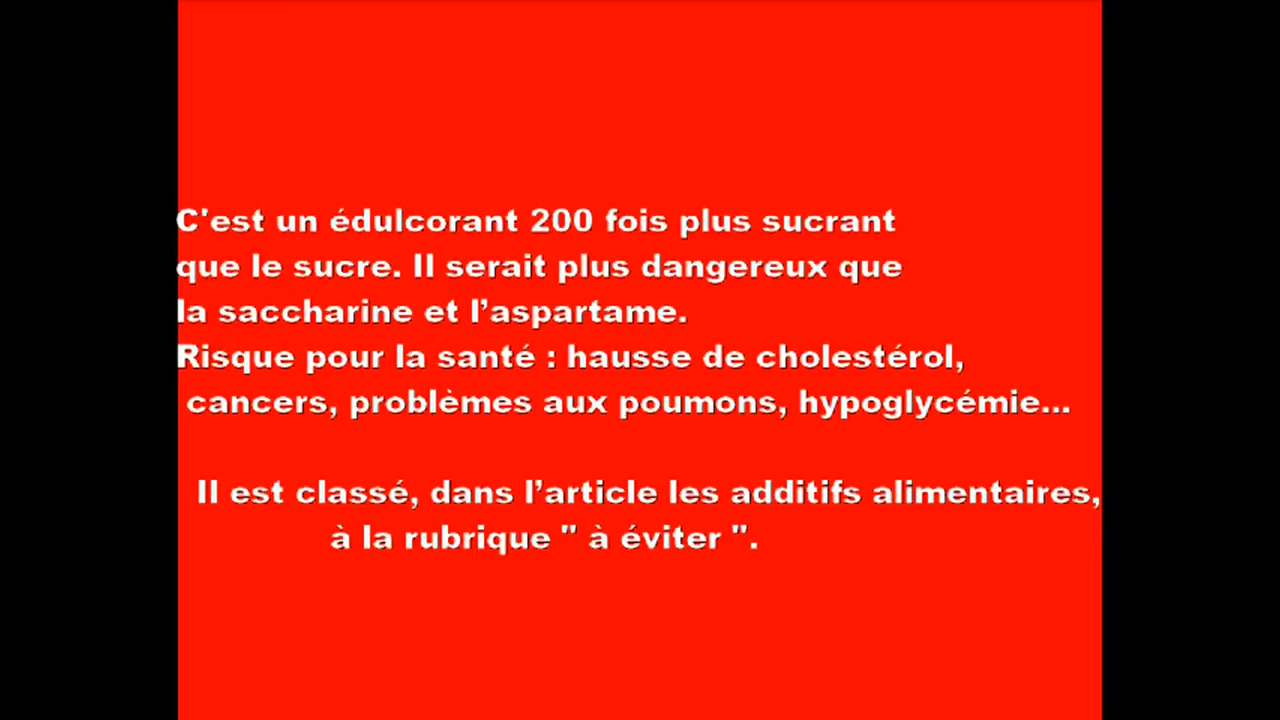 C'est un édulcorant 200 fois plus sucrant
que le sucre. Il serait plus dangereux que
la saccharine et l’aspartame.
Risque pour la santé : hausse de cholestérol,
cancers, problèmes aux poumons, hypoglycémie...
Il est classé, dans l’article les additifs alimentaires,
à la rubrique " à éviter ".